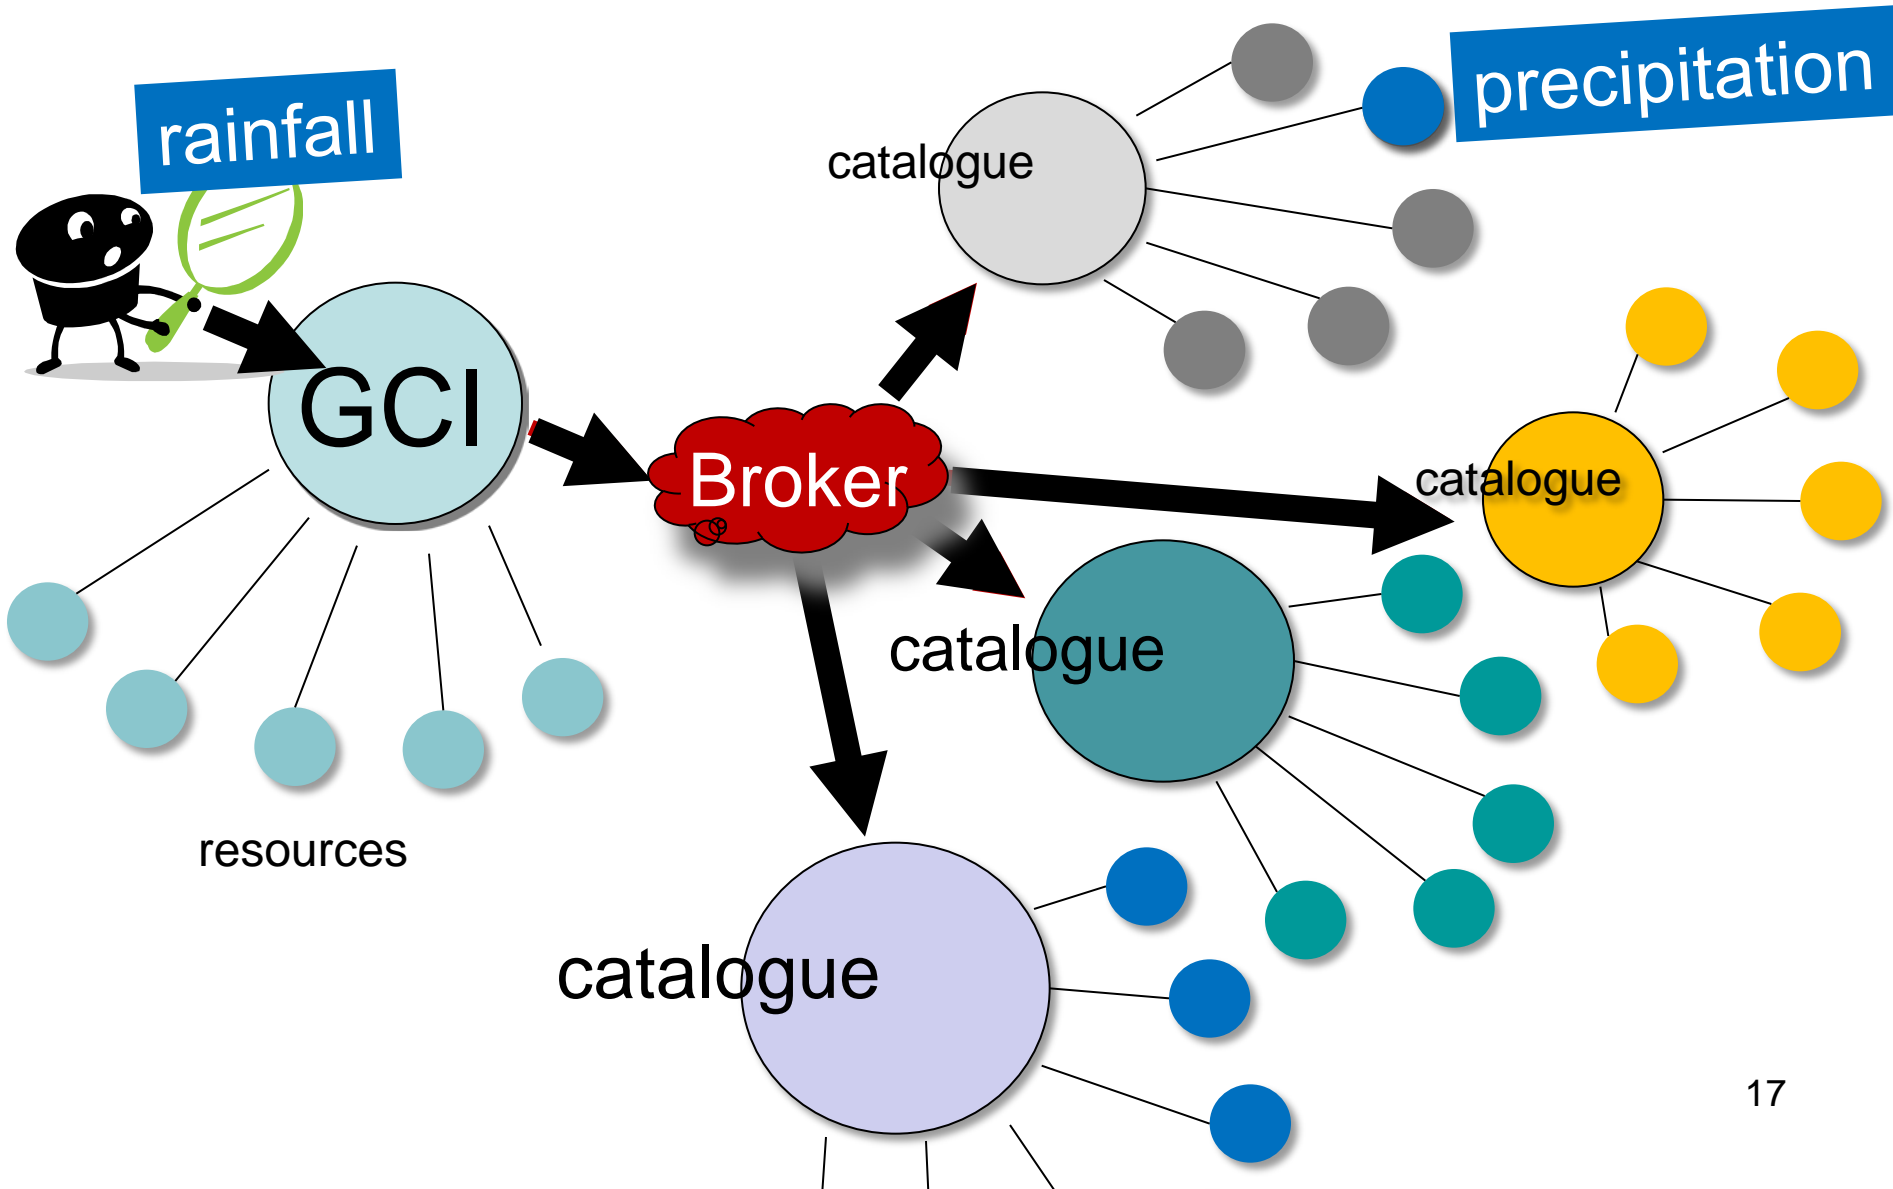 rainfall
precipitation
catalogue
GCI
Broker
catalogue
catalogue
resources
catalogue
17